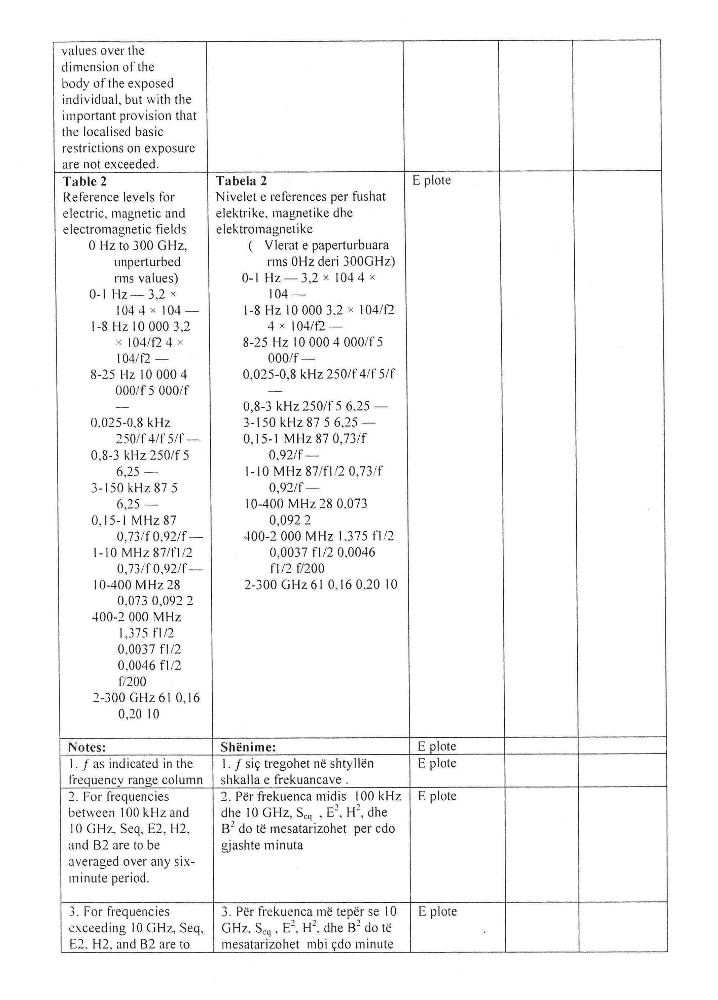 values over the
dimension of the
body of the exposed
individual, but with the
important provision that
the localised basic
restrictions on exposure
are not exceeded.
Table 2
Reference levels for
electric, magnetic and
electromagnetic fields
0 Hz to 300 GHz,
unperturbed
rms values)
0-1 Hz — 3,2 ×
104 4 × 104 —
1-8 Hz 10 000 3,2
× 104/f2 4 ×
104/f2 —
8-25 Hz 10 000 4
000/f 5 000/f
—
0,025-0,8 kHz
250/f 4/f 5/f —
0,8-3 kHz 250/f 5
6,25 —
3-150 kHz 87 5
6,25 —
0,15-1 MHz 87
0,73/f 0,92/f —
1-10 MHz 87/f1/2
0,73/f 0,92/f —
10-400 MHz 28
0,073 0,092 2
400-2 000 MHz
1,375 f1/2
0,0037 f1/2
0,0046 f1/2
f/200
2-300 GHz 61 0,16
0,20 10
Tabela 2
Nivelet e references per fushat
elektrike, magnetike dhe
elektromagnetike
( Vlerat e paperturbuara
rms 0Hz deri 300GHz)
0-1 Hz — 3,2 × 104 4 ×
104 —
1-8 Hz 10 000 3,2 × 104/f2
4 × 104/f2 —
8-25 Hz 10 000 4 000/f 5
000/f —
0,025-0,8 kHz 250/f 4/f 5/f
—
0,8-3 kHz 250/f 5 6,25 —
3-150 kHz 87 5 6,25 —
0,15-1 MHz 87 0,73/f
0,92/f —
1-10 MHz 87/f1/2 0,73/f
0,92/f —
10-400 MHz 28 0,073
0,092 2
400-2 000 MHz 1,375 f1/2
0,0037 f1/2 0,0046
f1/2 f/200
2-300 GHz 61 0,16 0,20 10
E plote
Notes:
Shënime:
E plote
1. f as indicated in the
frequency range column
1. f siç tregohet në shtyllën
shkalla e frekuancave .
E plote
2. For frequencies
between 100 kHz and
10 GHz, Seq, E2, H2,
and B2 are to be
averaged over any six-
minute period.
2. Për frekuenca midis 100 kHz
dhe 10 GHz, Seq , E², H², dhe
B² do të mesatarizohet per cdo
gjashte minuta
E plote
3. For frequencies
exceeding 10 GHz, Seq,
E2, H2, and B2 are to
3. Për frekuenca më tepër se 10
GHz, Seq , E², H², dhe B² do të
mesatarizohet mbi çdo minute
E plote